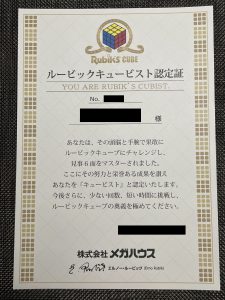 RUBIK'S CUBE
ルービックキュービスト認定証
YOU ARE RUBIK'S CUBIST.
No.
様
あなたは、その頭脳と手腕で果敢に
ルービックキューブにチャレンジし、
見事6面をマスターされました。
ここにその努力と栄誉ある成果を讃え
あなたを「キュービスト」と認定いたします。
今後さらに、少ない回数、短い時間に挑戦し、
ルービックキューブの奥義を極めてください。
株式会社 メガハウス
エルノー・ルービック Erno Rubik